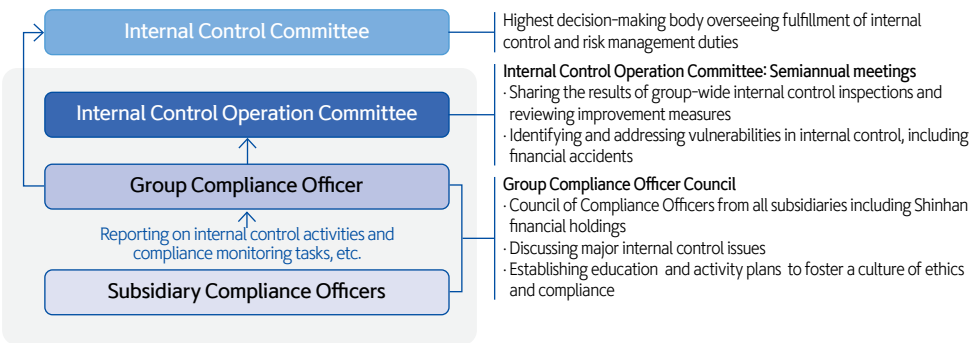 Internal Control Committee
Highest decision-making body overseeing fulfillment of internal
control and risk management duties
Internal Control Operation Committee
Internal Control Operation Committee: Semiannual meetings
· Sharing the results of group-wide internal control inspections and
reviewing improvement measures
· Identifying and addressing vulnerabilities in internal control, including
financial accidents
Group Compliance Officer
Reporting on internal control activities and
compliance monitoring tasks, etc.
Subsidiary Compliance Officers
Group Compliance Officer Council
· Council of Compliance Officers from all subsidiaries including Shinhan
financial holdings
· Discussing major internal control issues
· Establishing education and activity plans to foster a culture of ethics
and compliance